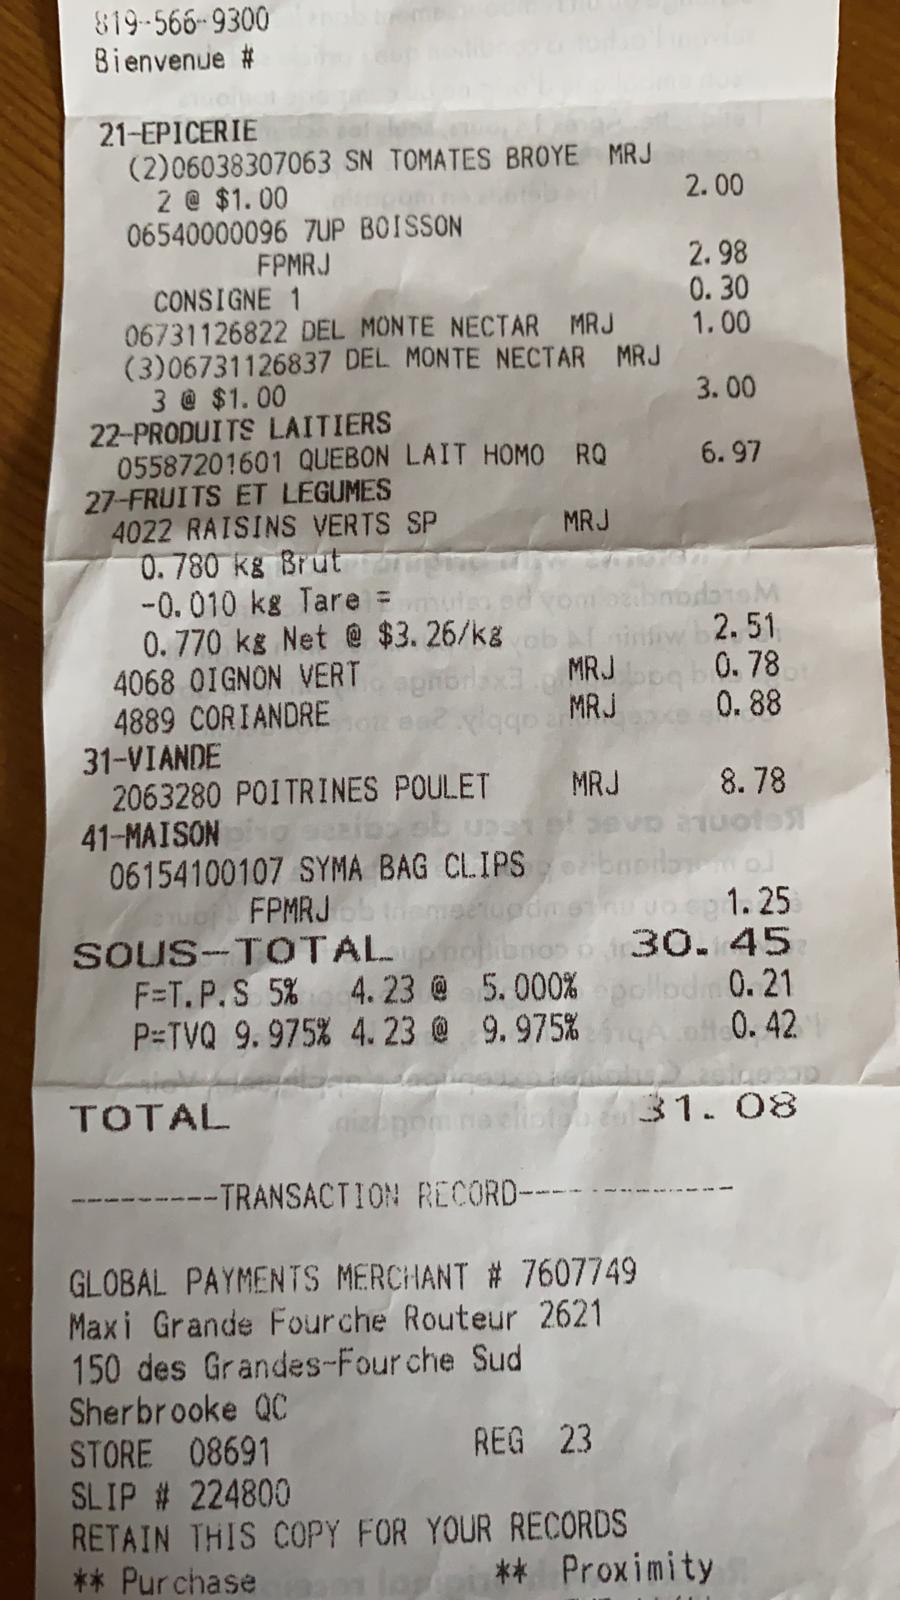 819-566-9300
Bienvenue #
21-EPICERIE
(2)06038307063 SN TOMATES BROYE MRJ
2 @ $1.00 2.00
06540000096 7UP BOISSON
FPMRJ 2.98
CONSIGNE 1 0.30
06731126822 DEL MONTE NECTAR MRJ 1.00
(3)06731126837 DEL MONTE NECTAR MRJ
3 @ $1.00 3.00
22-PRODUITS LAITIERS
05587201601 QUEBON LAIT HOMO RQ 6.97
27-FRUITS ET LEGUMES
4022 RAISINS VERTS SP MRJ
0.780 kg Brut
-0.010 kg Tare =
0.770 kg Net @ $3.26/kg 2.51
4068 OIGNON VERT MRJ 0.78
4889 CORIANDRE MRJ 0.88
31-VIANDE
2063280 POITRINES POULET MRJ 8.78
41-MAISON
06154100107 SYMA BAG CLIPS
FPMRJ 1.25
SOUS-TOTAL 30.45
F=T.P.S 5% 4.23 @ 5.000% 0.21
P=TVQ 9.975% 4.23 @ 9.975% 0.42
TOTAL 31.08
---------TRANSACTION RECORD-------------
GLOBAL PAYMENTS MERCHANT # 7607749
Maxi Grande Fourche Routeur 2621
150 des Grandes-Fourche Sud
Sherbrooke QC
STORE 08691 REG 23
SLIP # 224800
RETAIN THIS COPY FOR YOUR RECORDS
** Purchase ** Proximity